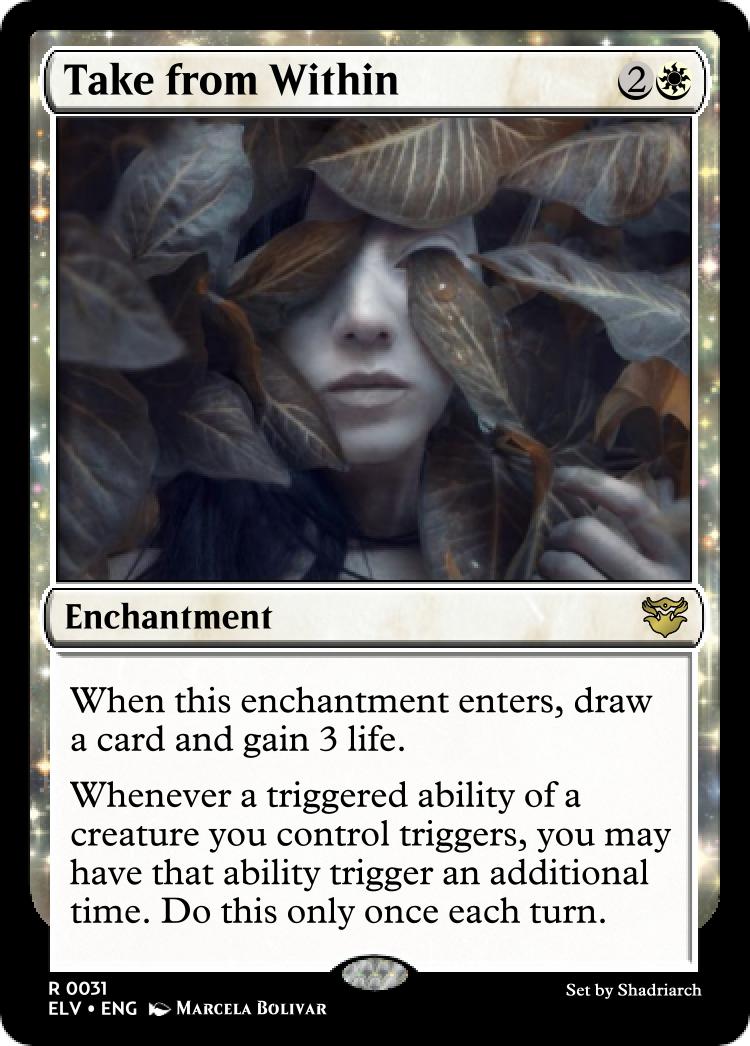 Take from Within
2
Enchantment
When this enchantment enters, draw
a card and gain 3 life.
Whenever a triggered ability of a
creature you control triggers, you may
have that ability trigger an additional
time. Do this only once each turn.
R 0031
Set by Shadriarch
ELV • ENG MARCELA BOLIVAR